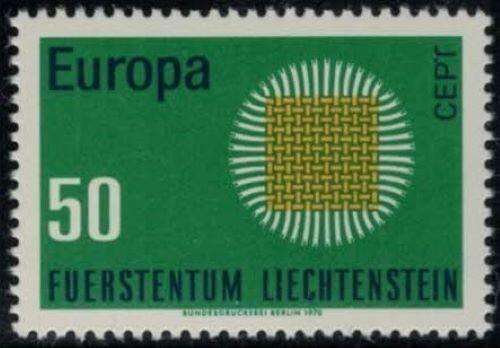 Europa
CEPT
50
FUERSTENTUM LIECHTENSTEIN
BUNDESDRUCKEREI BERLIN 1970